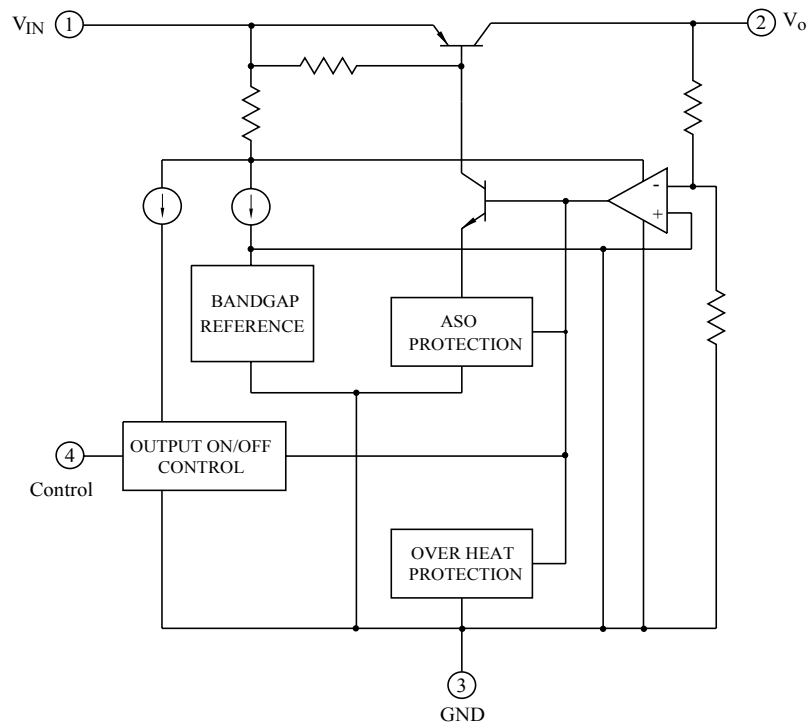 VIN 1
2 Vo
-
+
BANDGAP
REFERENCE
ASO
PROTECTION
4
Control
OUTPUT ON/OFF
CONTROL
OVER HEAT
PROTECTION
3
GND